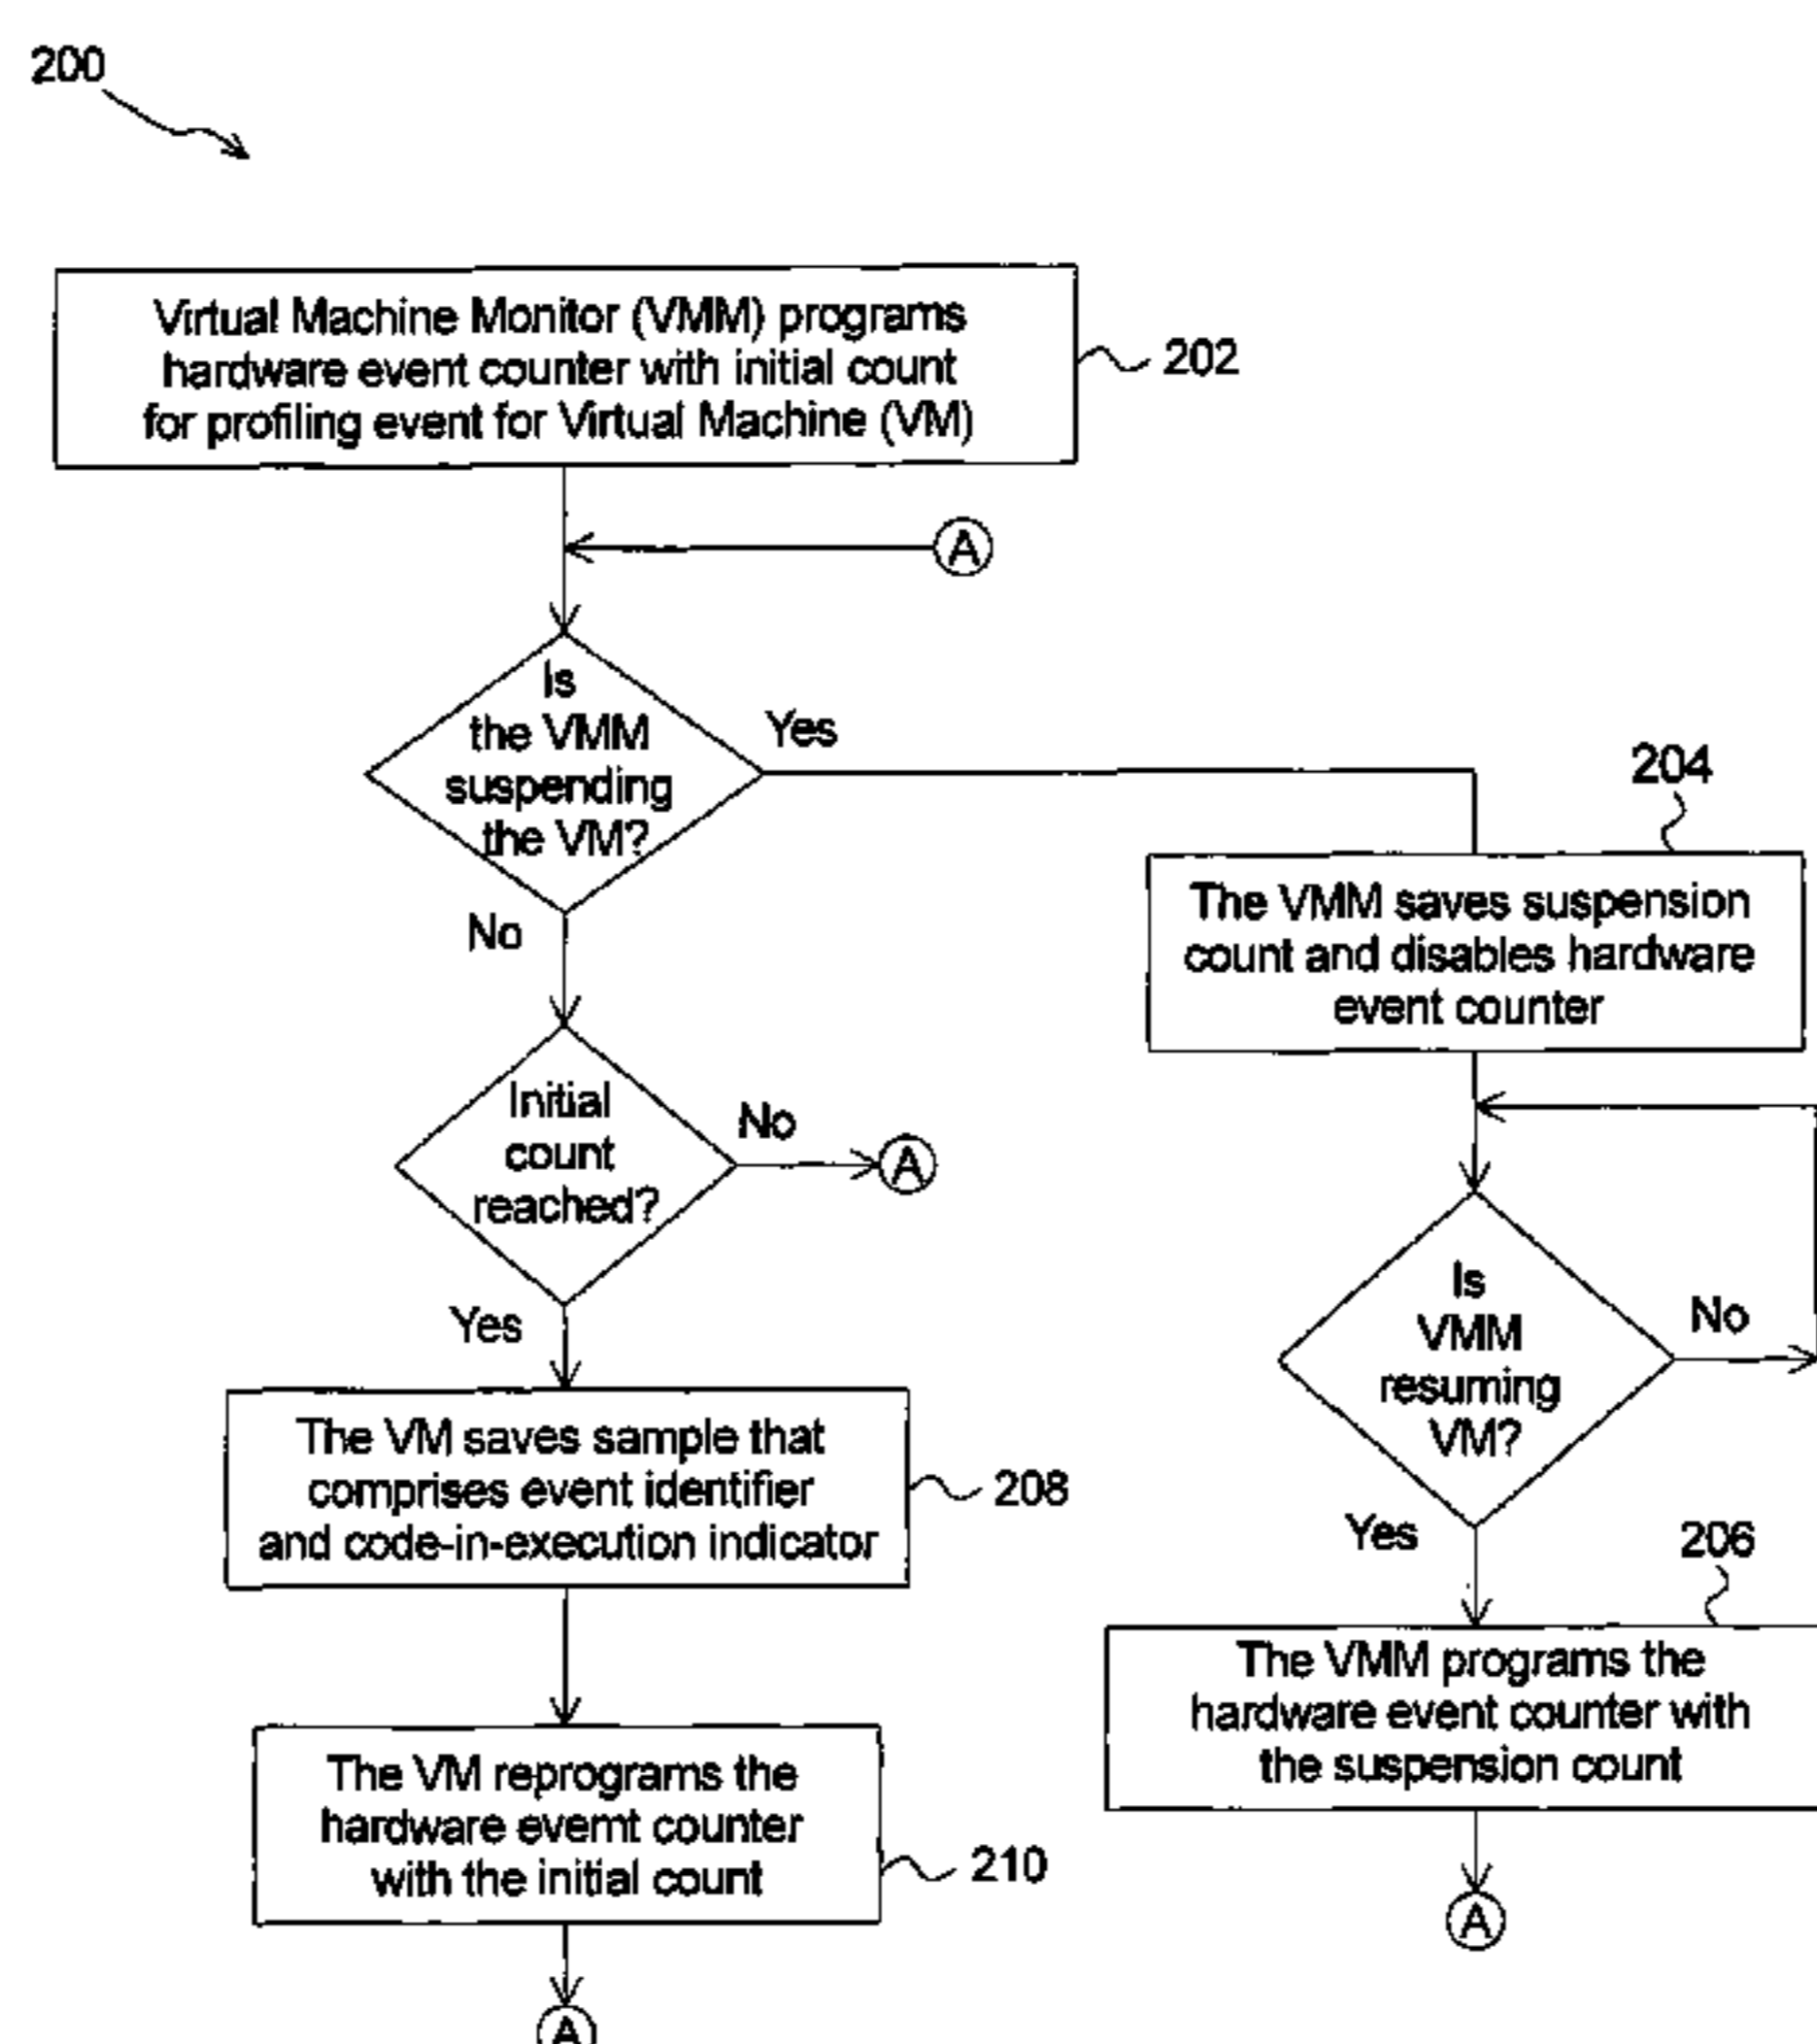 200
Virtual Machine Monitor (VMM) programs
hardware event counter with initial count
for profiling event for Virtual Machine (VM)
202
A
Is
the VMM
suspending
the VM?
Yes
No
204
The VMM saves suspension
count and disables hardware
event counter
Initial
count
reached?
No
A
Yes
Is
VMM
resuming
VM?
No
Yes
The VM saves sample that
comprises event identifier
and code-in-execution indicator
208
206
The VMM programs the
hardware event counter with
the suspension count
A
The VM reprograms the
hardware evemt counter
with the initial count
210
A